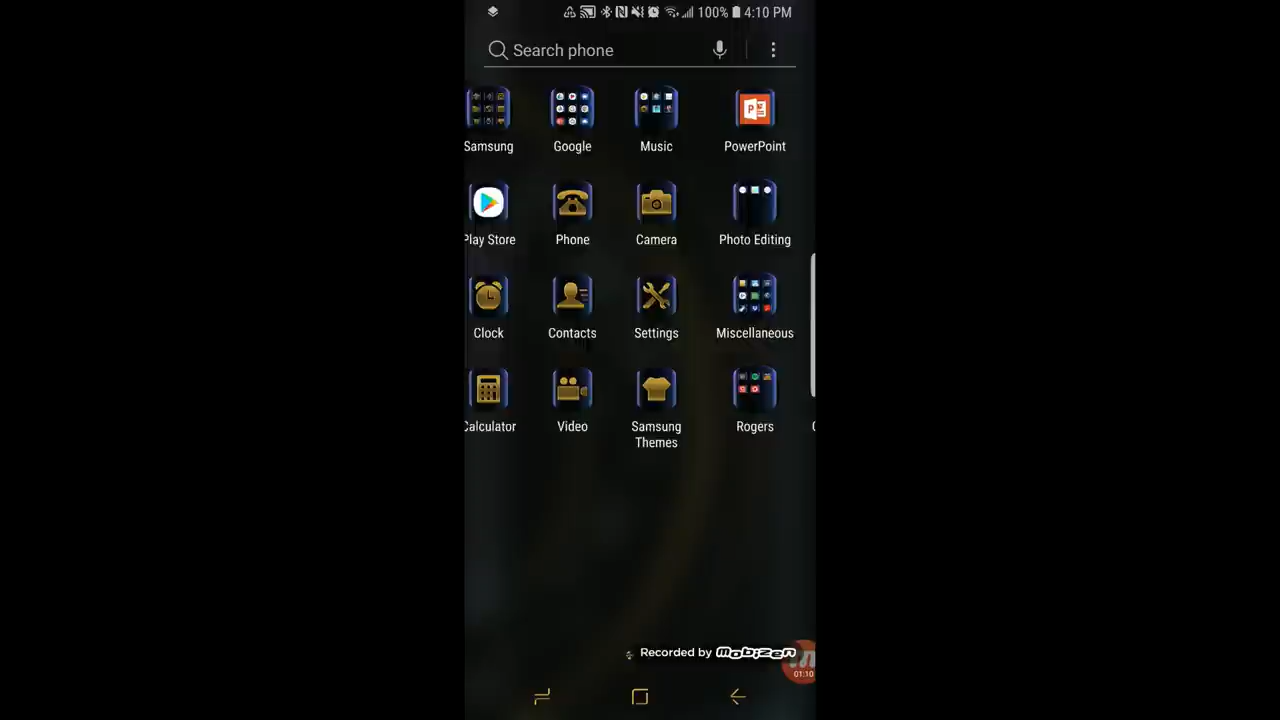 100% 4:10 PM
Search phone
Samsung Google Music PowerPoint
Play Store Phone Camera Photo Editing
Clock Contacts Settings Miscellaneous
Calculator Video Samsung Themes Rogers
Recorded by Mobizen
01:10